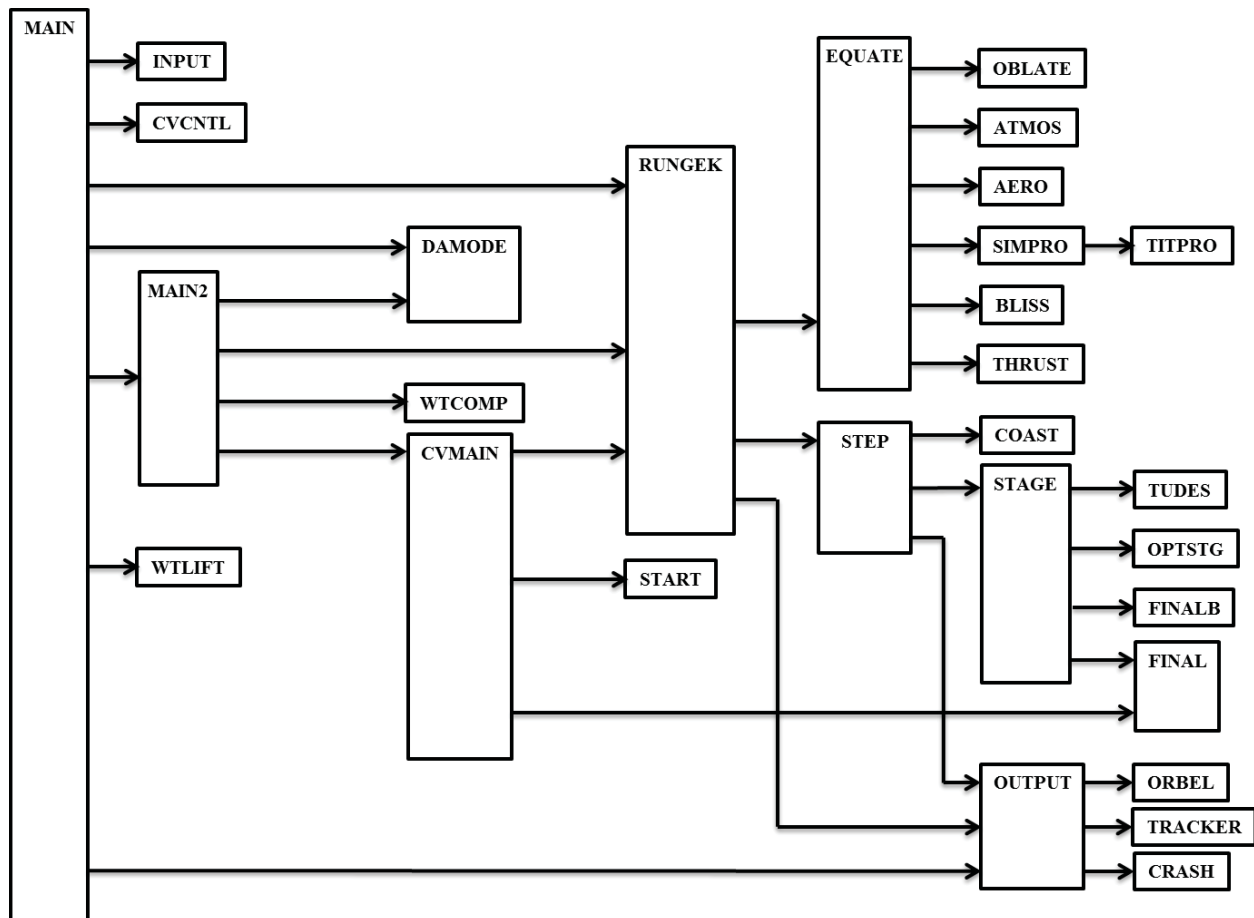 MAIN
INPUT
CVCNTL
MAIN2
WTLIFT
DAMODE
WTCOMP
CVMAIN
RUNGEK
START
EQUATE
STEP
OBLATE
ATMOS
AERO
SIMPRO
TITPRO
BLISS
THRUST
COAST
STAGE
TUDES
OPTSTG
FINALB
FINAL
OUTPUT
ORBEL
TRACKER
CRASH